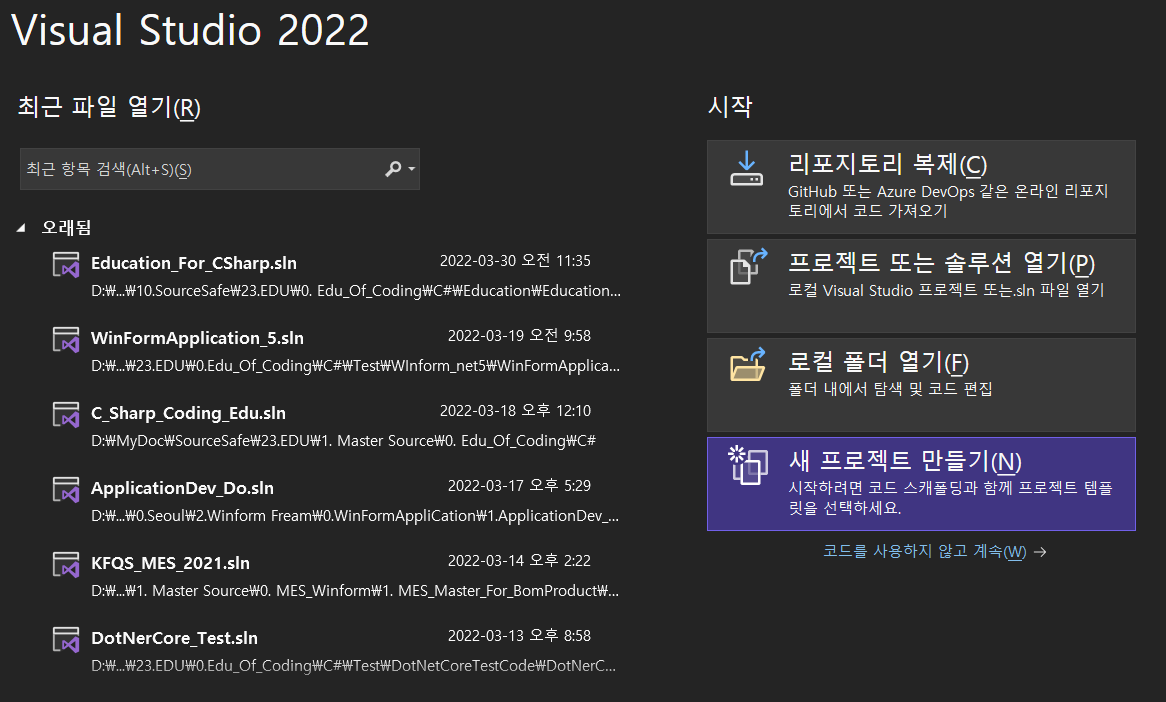 Visual Studio 2022
최근 파일 열기(R)
최근 항목 검색(Alt+S)(S)
오래됨
Education_For_CSharp.sln
2022-03-30 오전 11:35
D:₩...₩10.SourceSafe₩23.EDU₩0. Edu_Of_Coding₩C#₩Education₩Education...
WinFormApplication_5.sln
2022-03-19 오전 9:58
D:₩...₩23.EDU₩0.Edu_Of_Coding₩C#₩Test₩WInform_net5₩WinFormApplica...
C_Sharp_Coding_Edu.sln
2022-03-18 오후 12:10
D:₩MyDoc₩SourceSafe₩23.EDU₩1. Master Source₩0. Edu_Of_Coding₩C#
ApplicationDev_Do.sln
2022-03-17 오후 5:29
D:₩...₩0.Seoul₩2.Winform Fream₩0.WinFormAppliCation₩1.ApplicationDev_...
KFQS_MES_2021.sln
2022-03-14 오후 2:22
D:₩...₩1. Master Source₩0. MES_Winform₩1. MES_Master_For_BomProduct₩...
DotNerCore_Test.sln
2022-03-13 오후 8:58
D:₩...₩23.EDU₩0.Edu_Of_Coding₩C#₩Test₩DotNetCoreTestCode₩DotNerC...
시작
리포지토리 복제(C)
GitHub 또는 Azure DevOps 같은 온라인 리포지
토리에서 코드 가져오기
프로젝트 또는 솔루션 열기(P)
로컬 Visual Studio 프로젝트 또는.sln 파일 열기
로컬 폴더 열기(F)
폴더 내에서 탐색 및 코드 편집
새 프로젝트 만들기(N)
시작하려면 코드 스캐폴딩과 함께 프로젝트 템플
릿을 선택하세요.
코드를 사용하지 않고 계속(W) →